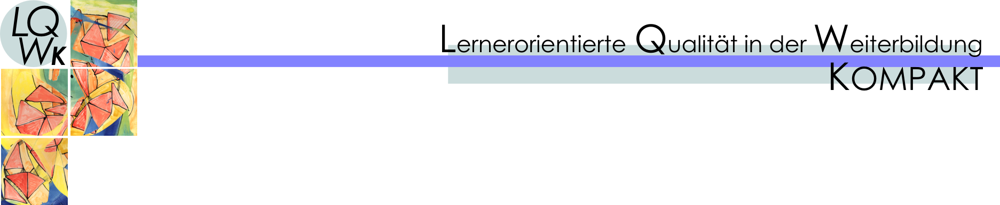 LQ
WK
Lernerorientierte Qualität in der Weiterbildung
KOMPAKT